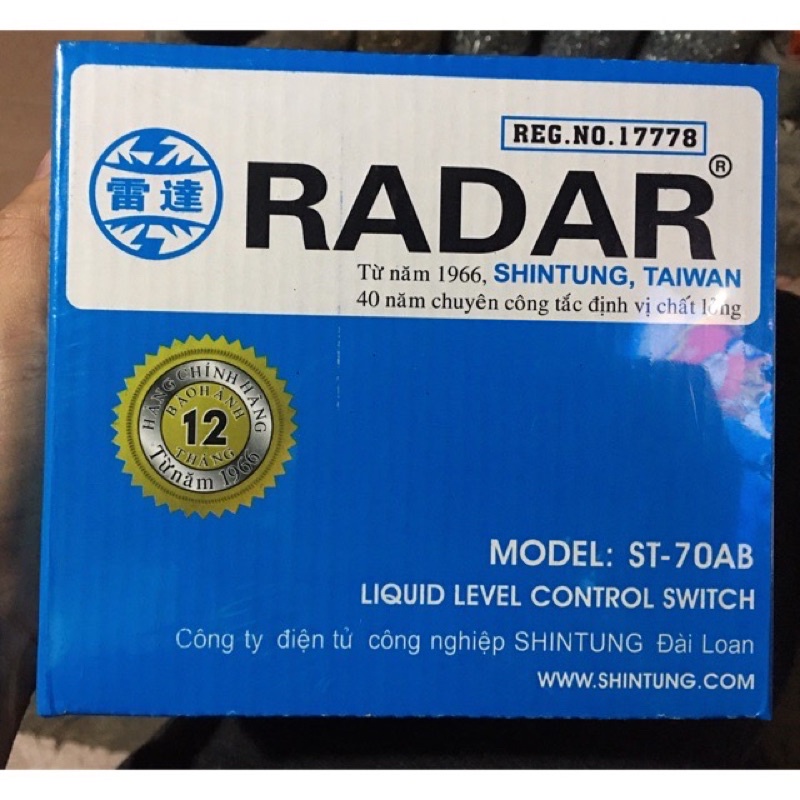 REG.NO.17778
雷達
RADAR®
Từ năm 1966, SHINTUNG, TAIWAN
40 năm chuyên công tắc định vị chất lỏng
HÀNG CHÍNH HÃNG
BẢO HÀNH
12
THÁNG
Từ năm 1966
MODEL: ST-70AB
LIQUID LEVEL CONTROL SWITCH
Công ty điện tử công nghiệp SHINTUNG Đài Loan
WWW.SHINTUNG.COM